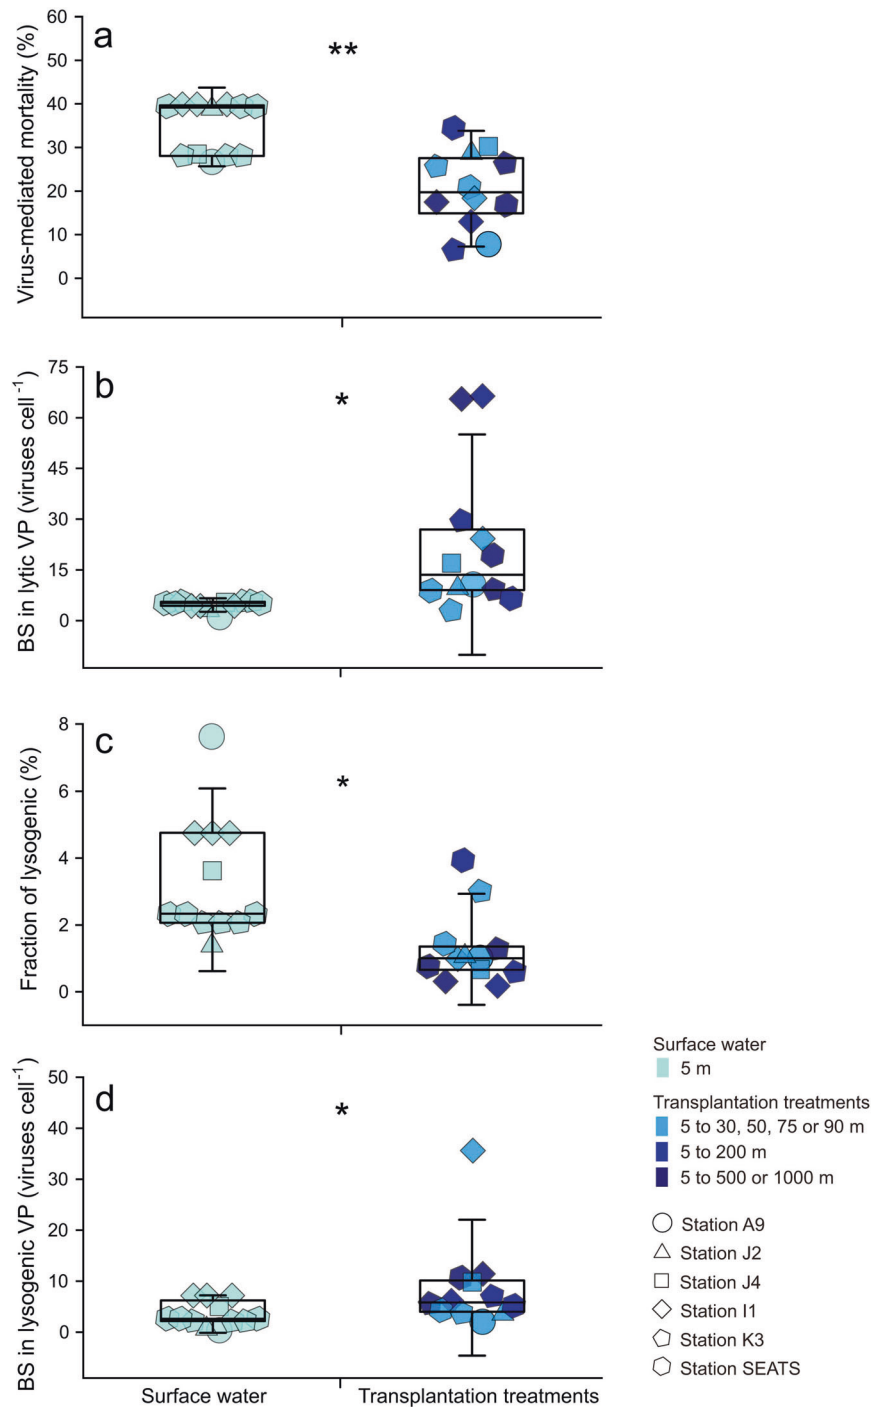 a
**
Virus-mediated mortality (%)
60
50
40
30
20
10
0
b
*
BS in lytic VP (viruses cell⁻¹)
75
60
45
30
15
0
c
*
Fraction of lysogenic (%)
8
6
4
2
0
d
*
BS in lysogenic VP (viruses cell⁻¹)
50
40
30
20
10
0
Surface water
Transplantation treatments
Surface water
5 m
Transplantation treatments
5 to 30, 50, 75 or 90 m
5 to 200 m
5 to 500 or 1000 m
Station A9
Station J2
Station J4
Station I1
Station K3
Station SEATS